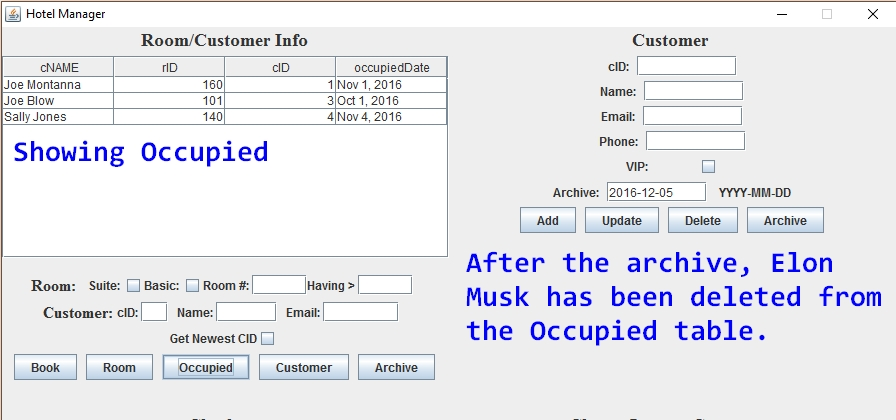 Hotel Manager
Room/Customer Info
cNAME rID cID occupiedDate
Joe Montanna 160 1 Nov 1, 2016
Joe Blow 101 3 Oct 1, 2016
Sally Jones 140 4 Nov 4, 2016
Showing Occupied
Room: Suite: Basic: Room #: Having >
Customer: cID: Name: Email:
Get Newest CID
Book Room Occupied Customer Archive
Customer
cID:
Name:
Email:
Phone:
VIP:
Archive: 2016-12-05 YYYY-MM-DD
Add Update Delete Archive
After the archive, Elon
Musk has been deleted from
the Occupied table.